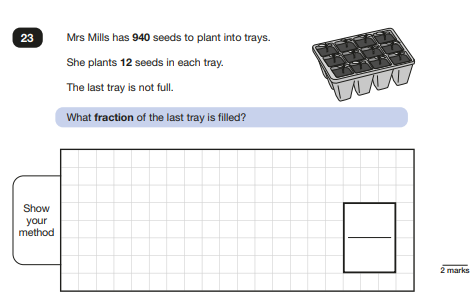 23
Mrs Mills has 940 seeds to plant into trays.
She plants 12 seeds in each tray.
The last tray is not full.
What fraction of the last tray is filled?
Show
your
method
2 marks